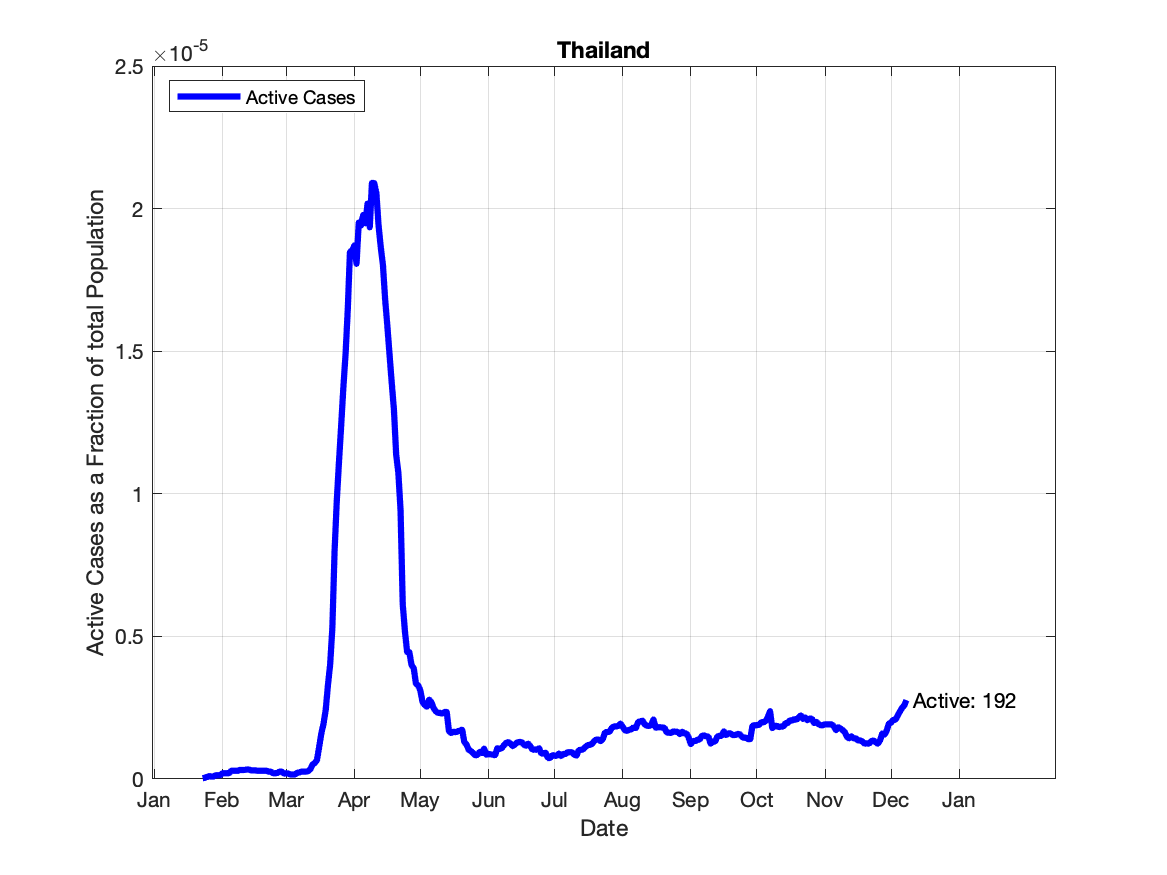 Thailand
×10^-5
2.5
2
1.5
1
0.5
0
Active Cases
Active Cases as a Fraction of total Population
Active: 192
Jan Feb Mar Apr May Jun Jul Aug Sep Oct Nov Dec Jan
Date